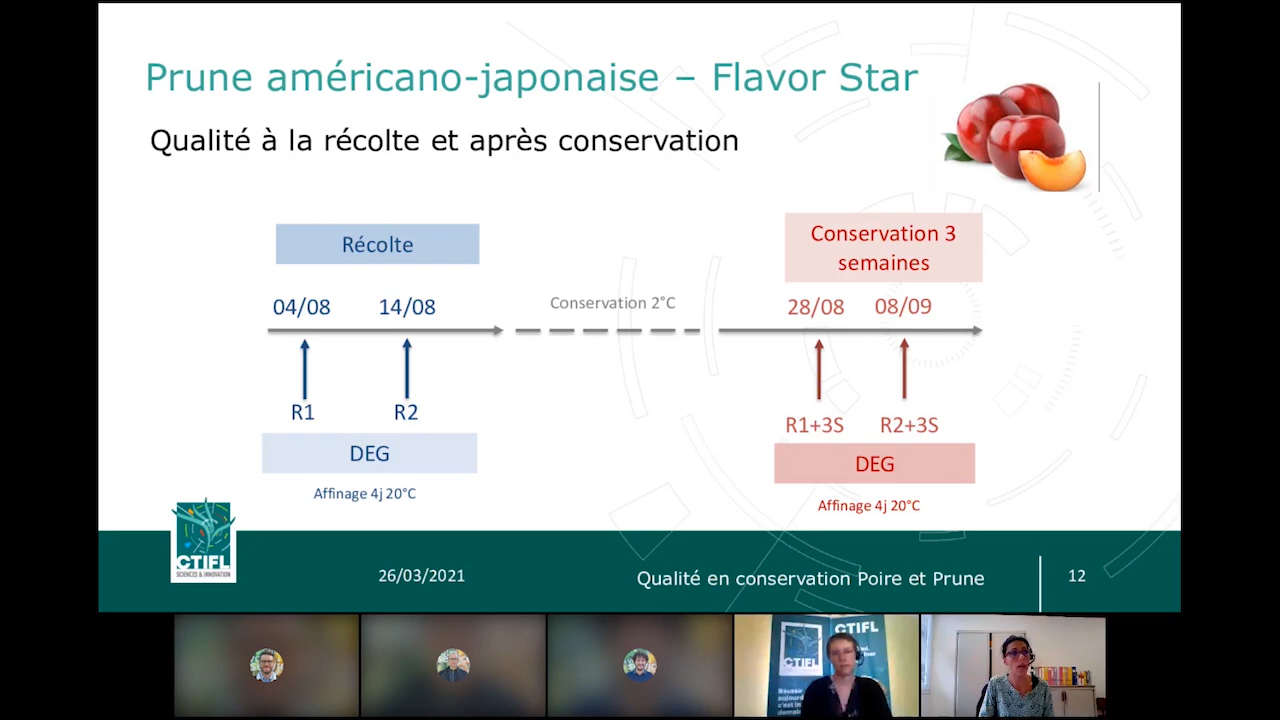 Prune américano-japonaise – Flavor Star
Qualité à la récolte et après conservation
Récolte
04/08 14/08
Conservation 2°C
Conservation 3
semaines
28/08 08/09
R1 R2
R1+3S R2+3S
DEG
DEG
Affinage 4j 20°C
Affinage 4j 20°C
CTIFL
SCIENCES & INNOVATION
26/03/2021
Qualité en conservation Poire et Prune
12
CTIFL
CTIFL